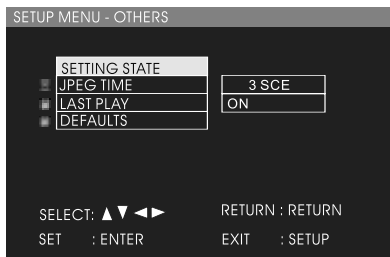 SETUP MENU - OTHERS
SETTING STATE
JPEG TIME 3 SCE
LAST PLAY ON
DEFAULTS
SELECT: ▲▼◄► RETURN : RETURN
SET : ENTER EXIT : SETUP